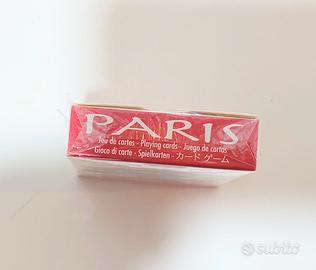 PARIS
Jeu de cartes - Playing cards - Juego de cartas
Gioco di carte - Spielkarten - カード ゲーム
subito